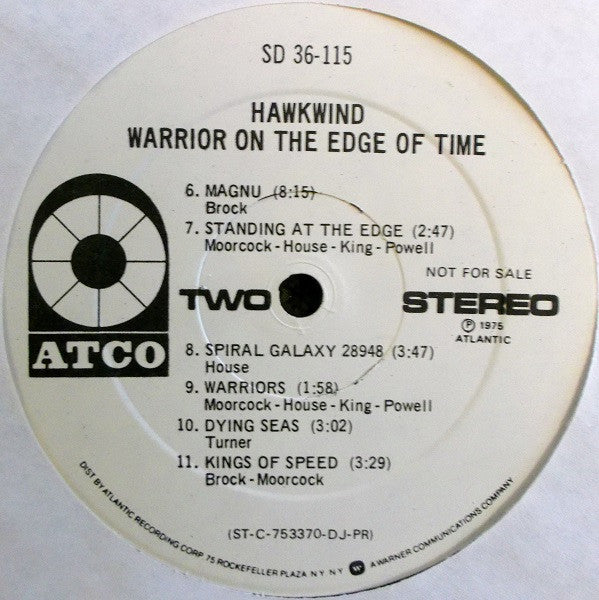 SD 36-115
HAWKWIND
WARRIOR ON THE EDGE OF TIME
6. MAGNU (8:15)
Brock
7. STANDING AT THE EDGE (2:47)
Moorcock - House - King - Powell
NOT FOR SALE
TWO STEREO
Ⓟ 1975
ATLANTIC
ATCO
8. SPIRAL GALAXY 28948 (3:47)
House
9. WARRIORS (1:58)
Moorcock - House - King - Powell
10. DYING SEAS (3:02)
Turner
11. KINGS OF SPEED (3:29)
Brock - Moorcock
(ST-C-753370-DJ-PR)
DIST. BY ATLANTIC RECORDING CORP. 75 ROCKEFELLER PLAZA N.Y. N.Y. W A WARNER COMMUNICATIONS COMPANY